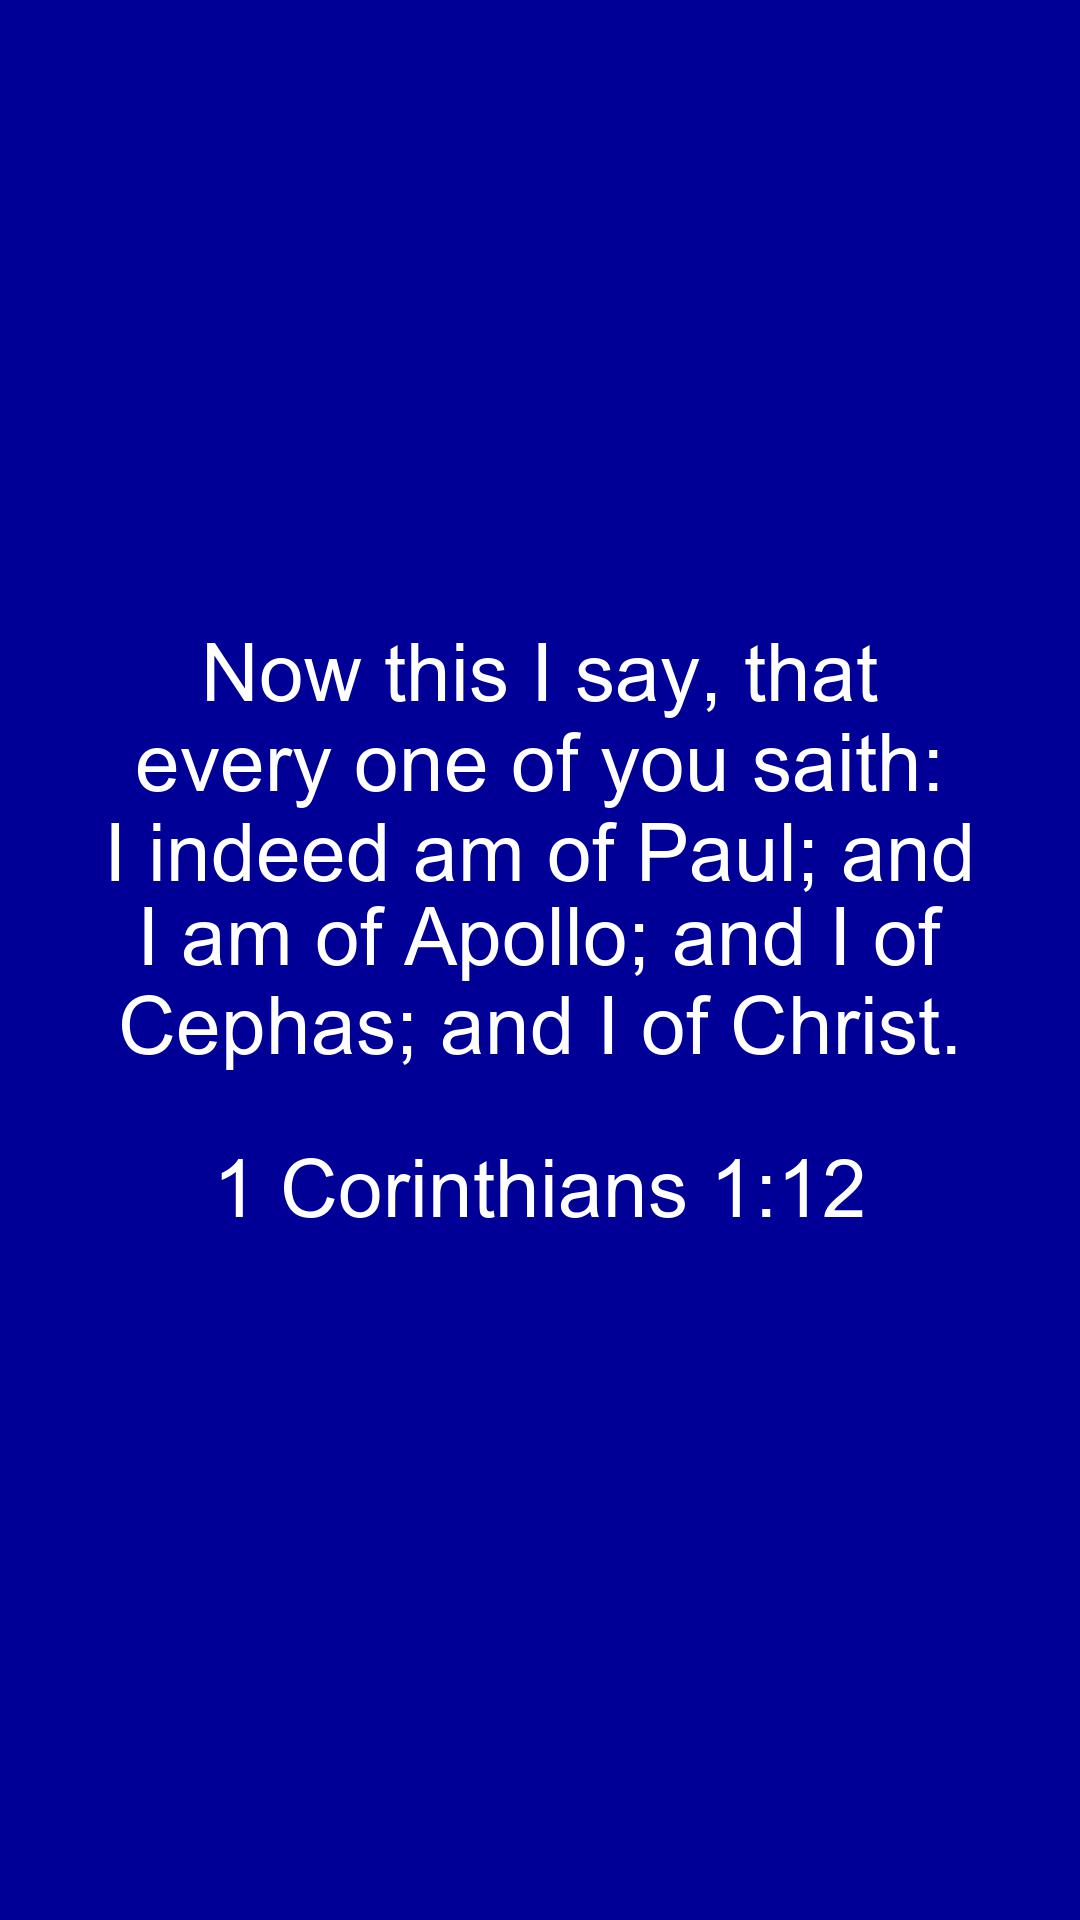 Now this I say, that
every one of you saith:
I indeed am of Paul; and
I am of Apollo; and I of
Cephas; and I of Christ.
1 Corinthians 1:12